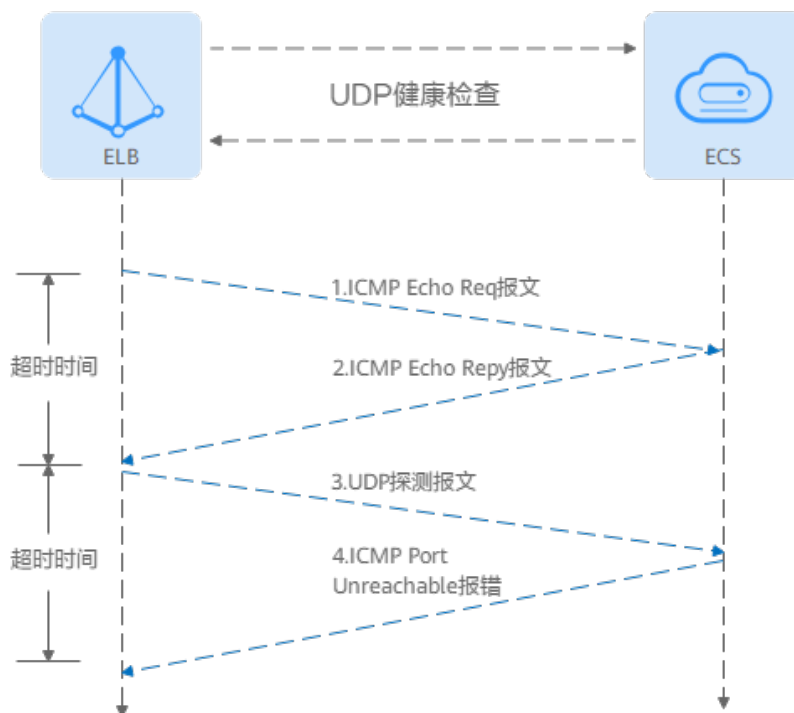 UDP健康检查
ELB
ECS
1.ICMP Echo Req报文
超时时间
2.ICMP Echo Repy报文
3.UDP探测报文
超时时间
4.ICMP Port
Unreachable报错